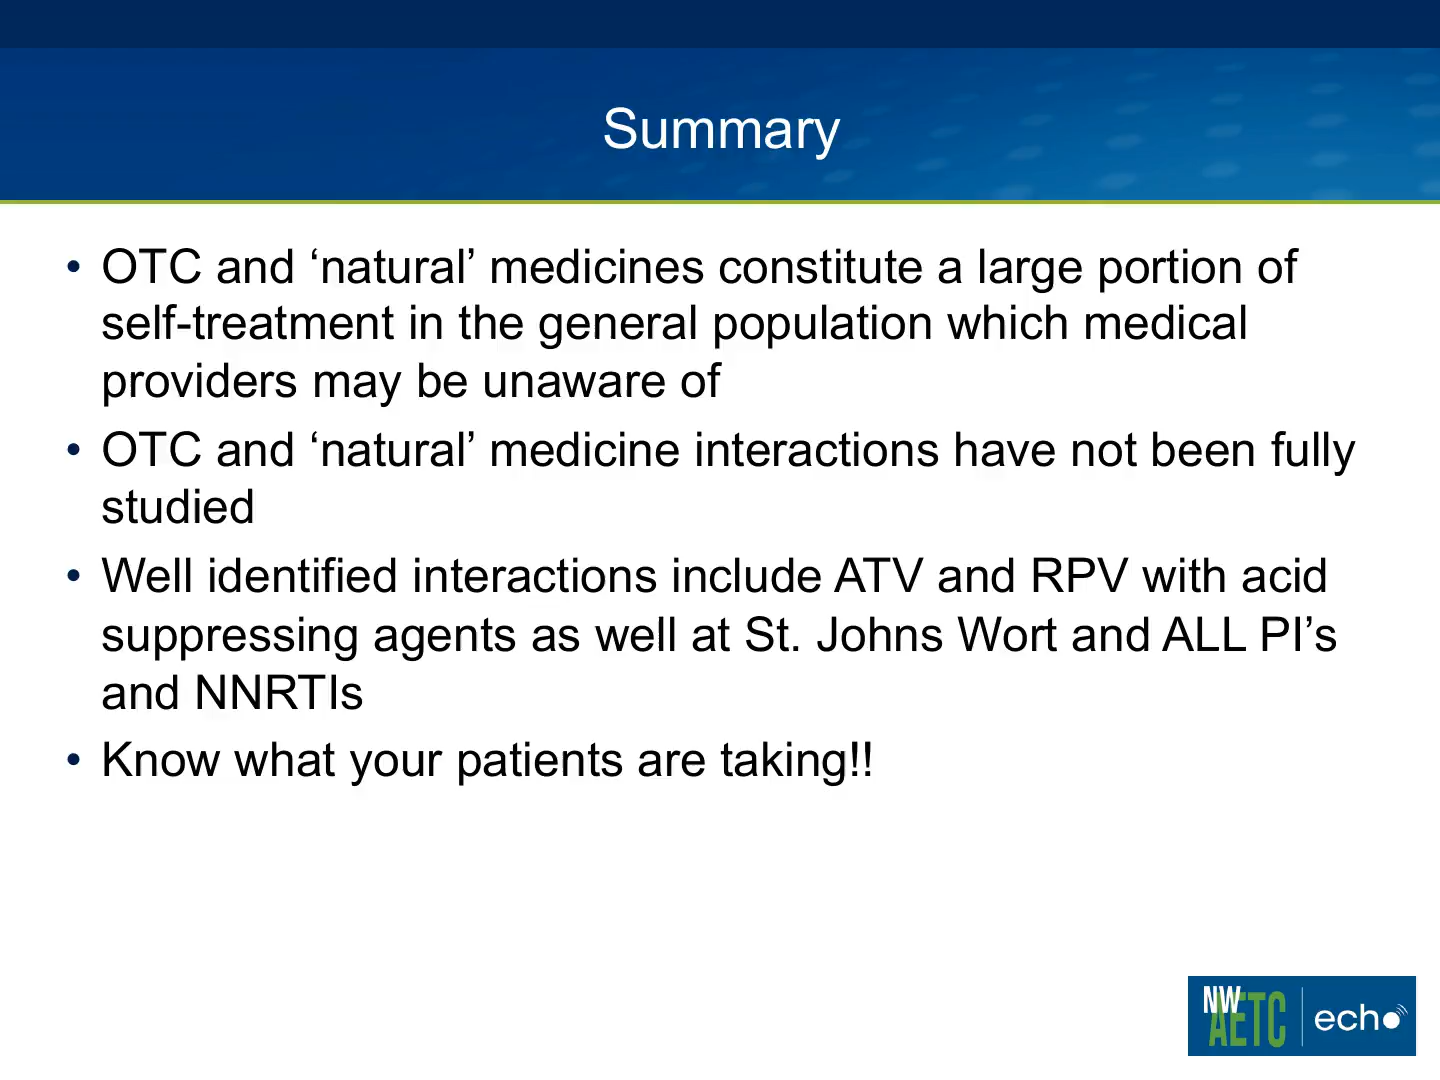 Summary
• OTC and ‘natural’ medicines constitute a large portion of
self-treatment in the general population which medical
providers may be unaware of
• OTC and ‘natural’ medicine interactions have not been fully
studied
• Well identified interactions include ATV and RPV with acid
suppressing agents as well at St. Johns Wort and ALL PI’s
and NNRTIs
• Know what your patients are taking!!
NW
AETC
echo